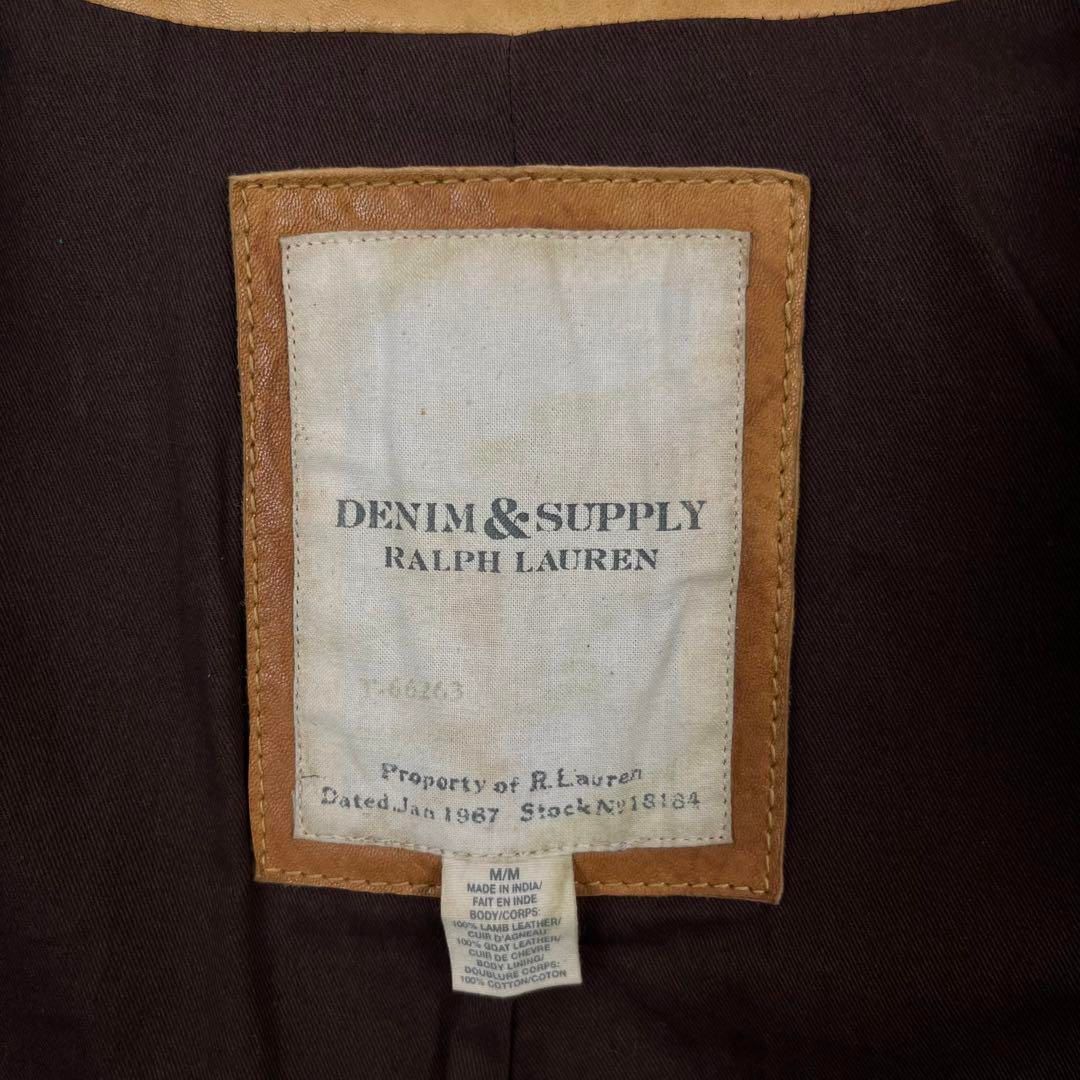 DENIM & SUPPLY
RALPH LAUREN
66263
Property of R.Lauren
Dated.Jan 1967 Stock No 18184
M/M
MADE IN INDIA/
FAIT EN INDE
BODY/CORPS:
100% LAMB LEATHER/
CUIR D'AGNEAU
100% GOAT LEATHER/
CUIR DE CHEVRE
BODY LINING/
DOUBLURE CORPS:
100% COTTON/COTON